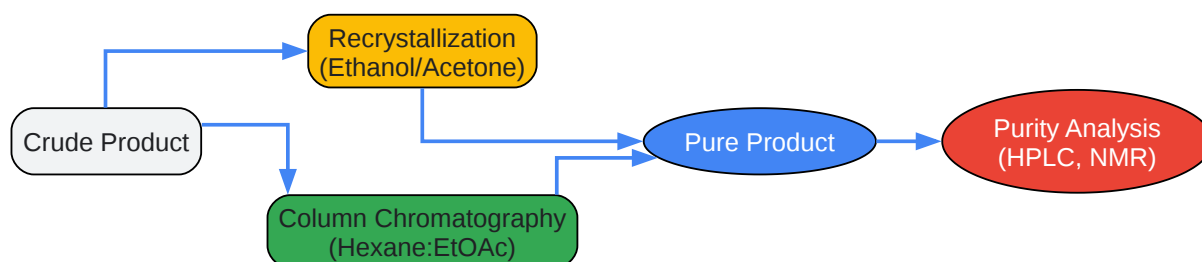 Crude Product
Recrystallization
(Ethanol/Acetone)
Column Chromatography
(Hexane:EtOAc)
Pure Product
Purity Analysis
(HPLC, NMR)